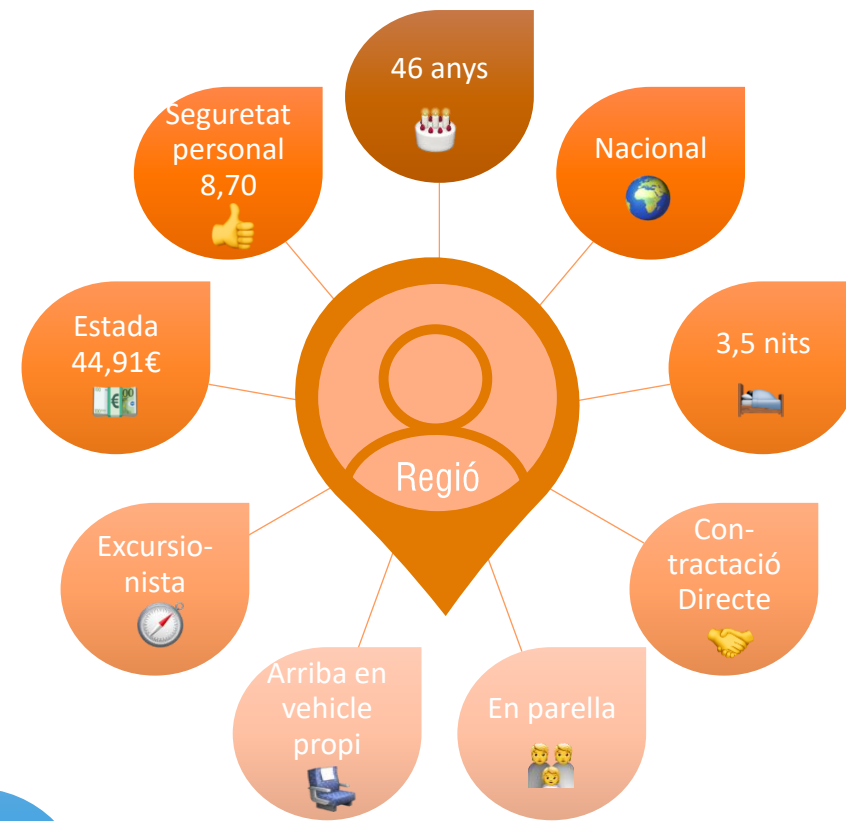 46 anys
Nacional
3,5 nits
Con-
tractació
Directe
En parella
Arriba en
vehicle
propi
Excursio-
nista
Estada
44,91€
Seguretat
personal
8,70
Regió